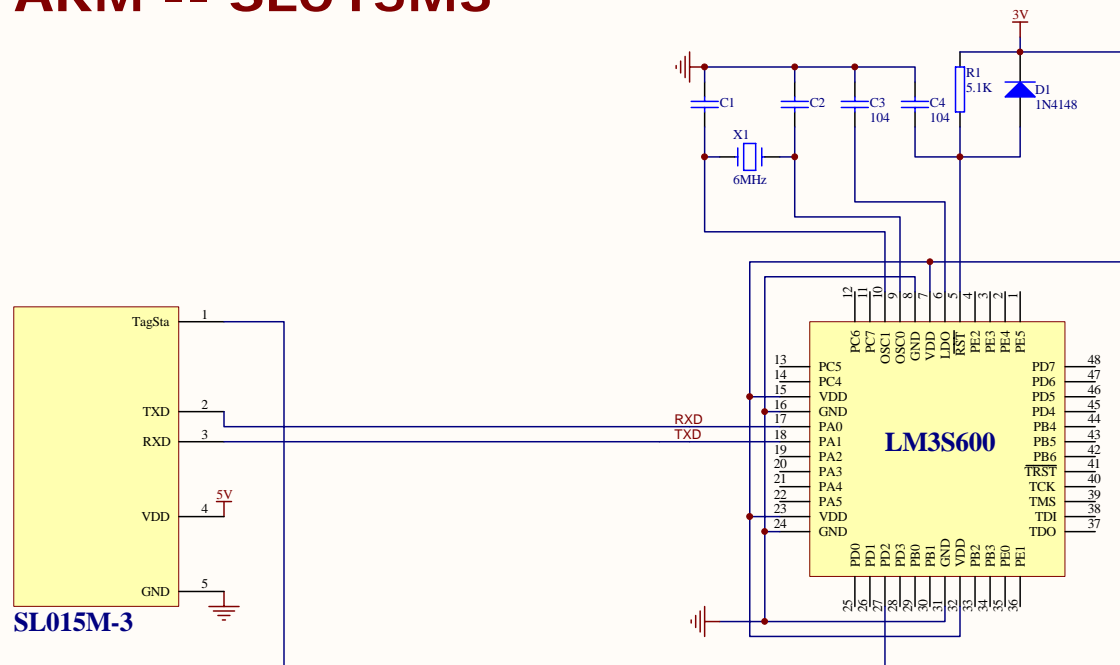 ARM -- SL015M3
3V
R1
5.1K
D1
1N4148
C1
C2
C3
104
C4
104
X1
6MHz
12
11
10
9
8
7
6
5
4
3
2
1
PC6
PC7
OSC1
OSC0
GND
VDD
LDO
RST
PE2
PE3
PE4
PE5
TagSta 1
TXD 2
RXD 3
5V
VDD 4
GND 5
SL015M-3
RXD
TXD
13 PC5
14 PC4
15 VDD
16 GND
17 PA0
18 PA1
19 PA2
20 PA3
21 PA4
22 PA5
23 VDD
24 GND
LM3S600
PD7 48
PD6 47
PD5 46
PD4 45
PB4 44
PB5 43
PB6 42
TRST 41
TCK 40
TMS 39
TDI 38
TDO 37
PD0
PD1
PD2
PD3
PB0
PB1
GND
VDD
PB2
PB3
PE0
PE1
25
26
27
28
29
30
31
32
33
34
35
36